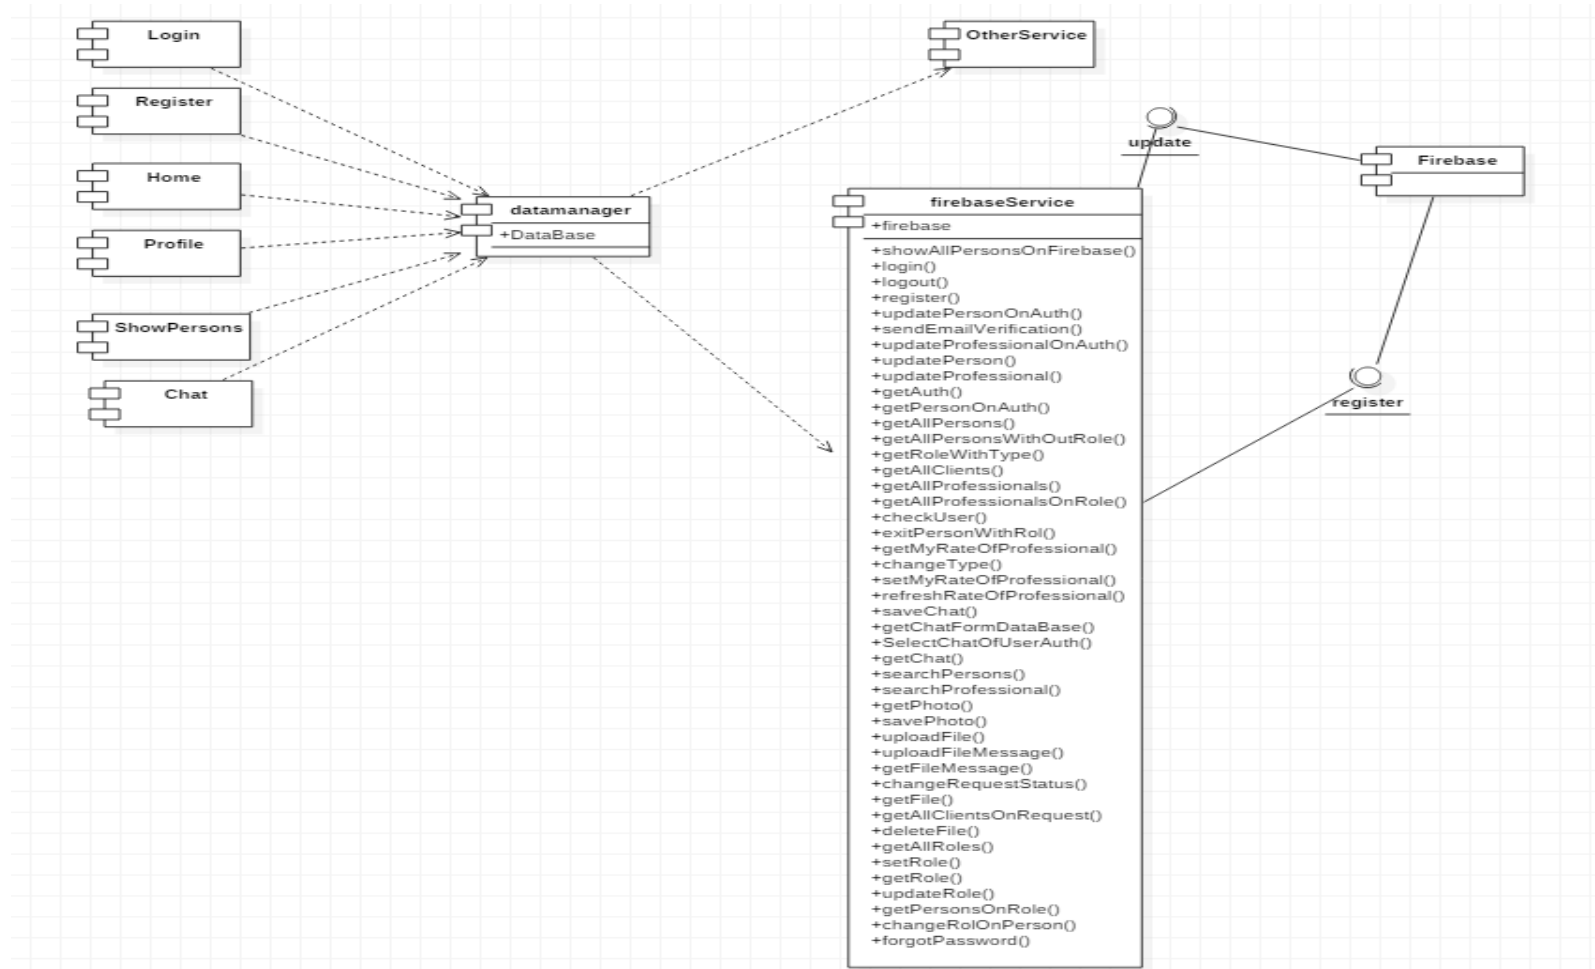 Login
Register
Home
Profile
ShowPersons
Chat
datamanager
+DataBase
OtherService
update
Firebase
register
firebaseService
+firebase
+showAllPersonsOnFirebase()
+login()
+logout()
+register()
+updatePersonOnAuth()
+sendEmailVerification()
+updateProfessionalOnAuth()
+updatePerson()
+updateProfessional()
+getAuth()
+getPersonOnAuth()
+getAllPersons()
+getAllPersonsWithOutRole()
+getRoleWithType()
+getAllClients()
+getAllProfessionals()
+getAllProfessionalsOnRole()
+checkUser()
+exitPersonWithRol()
+getMyRateOfProfessional()
+changeType()
+setMyRateOfProfessional()
+refreshRateOfProfessional()
+saveChat()
+getChatFormDataBase()
+SelectChatOfUserAuth()
+getChat()
+searchPersons()
+searchProfessional()
+getPhoto()
+savePhoto()
+uploadFile()
+uploadFileMessage()
+getFileMessage()
+changeRequestStatus()
+getFile()
+getAllClientsOnRequest()
+deleteFile()
+getAllRoles()
+setRole()
+getRole()
+updateRole()
+getPersonsOnRole()
+changeRolOnPerson()
+forgotPassword()